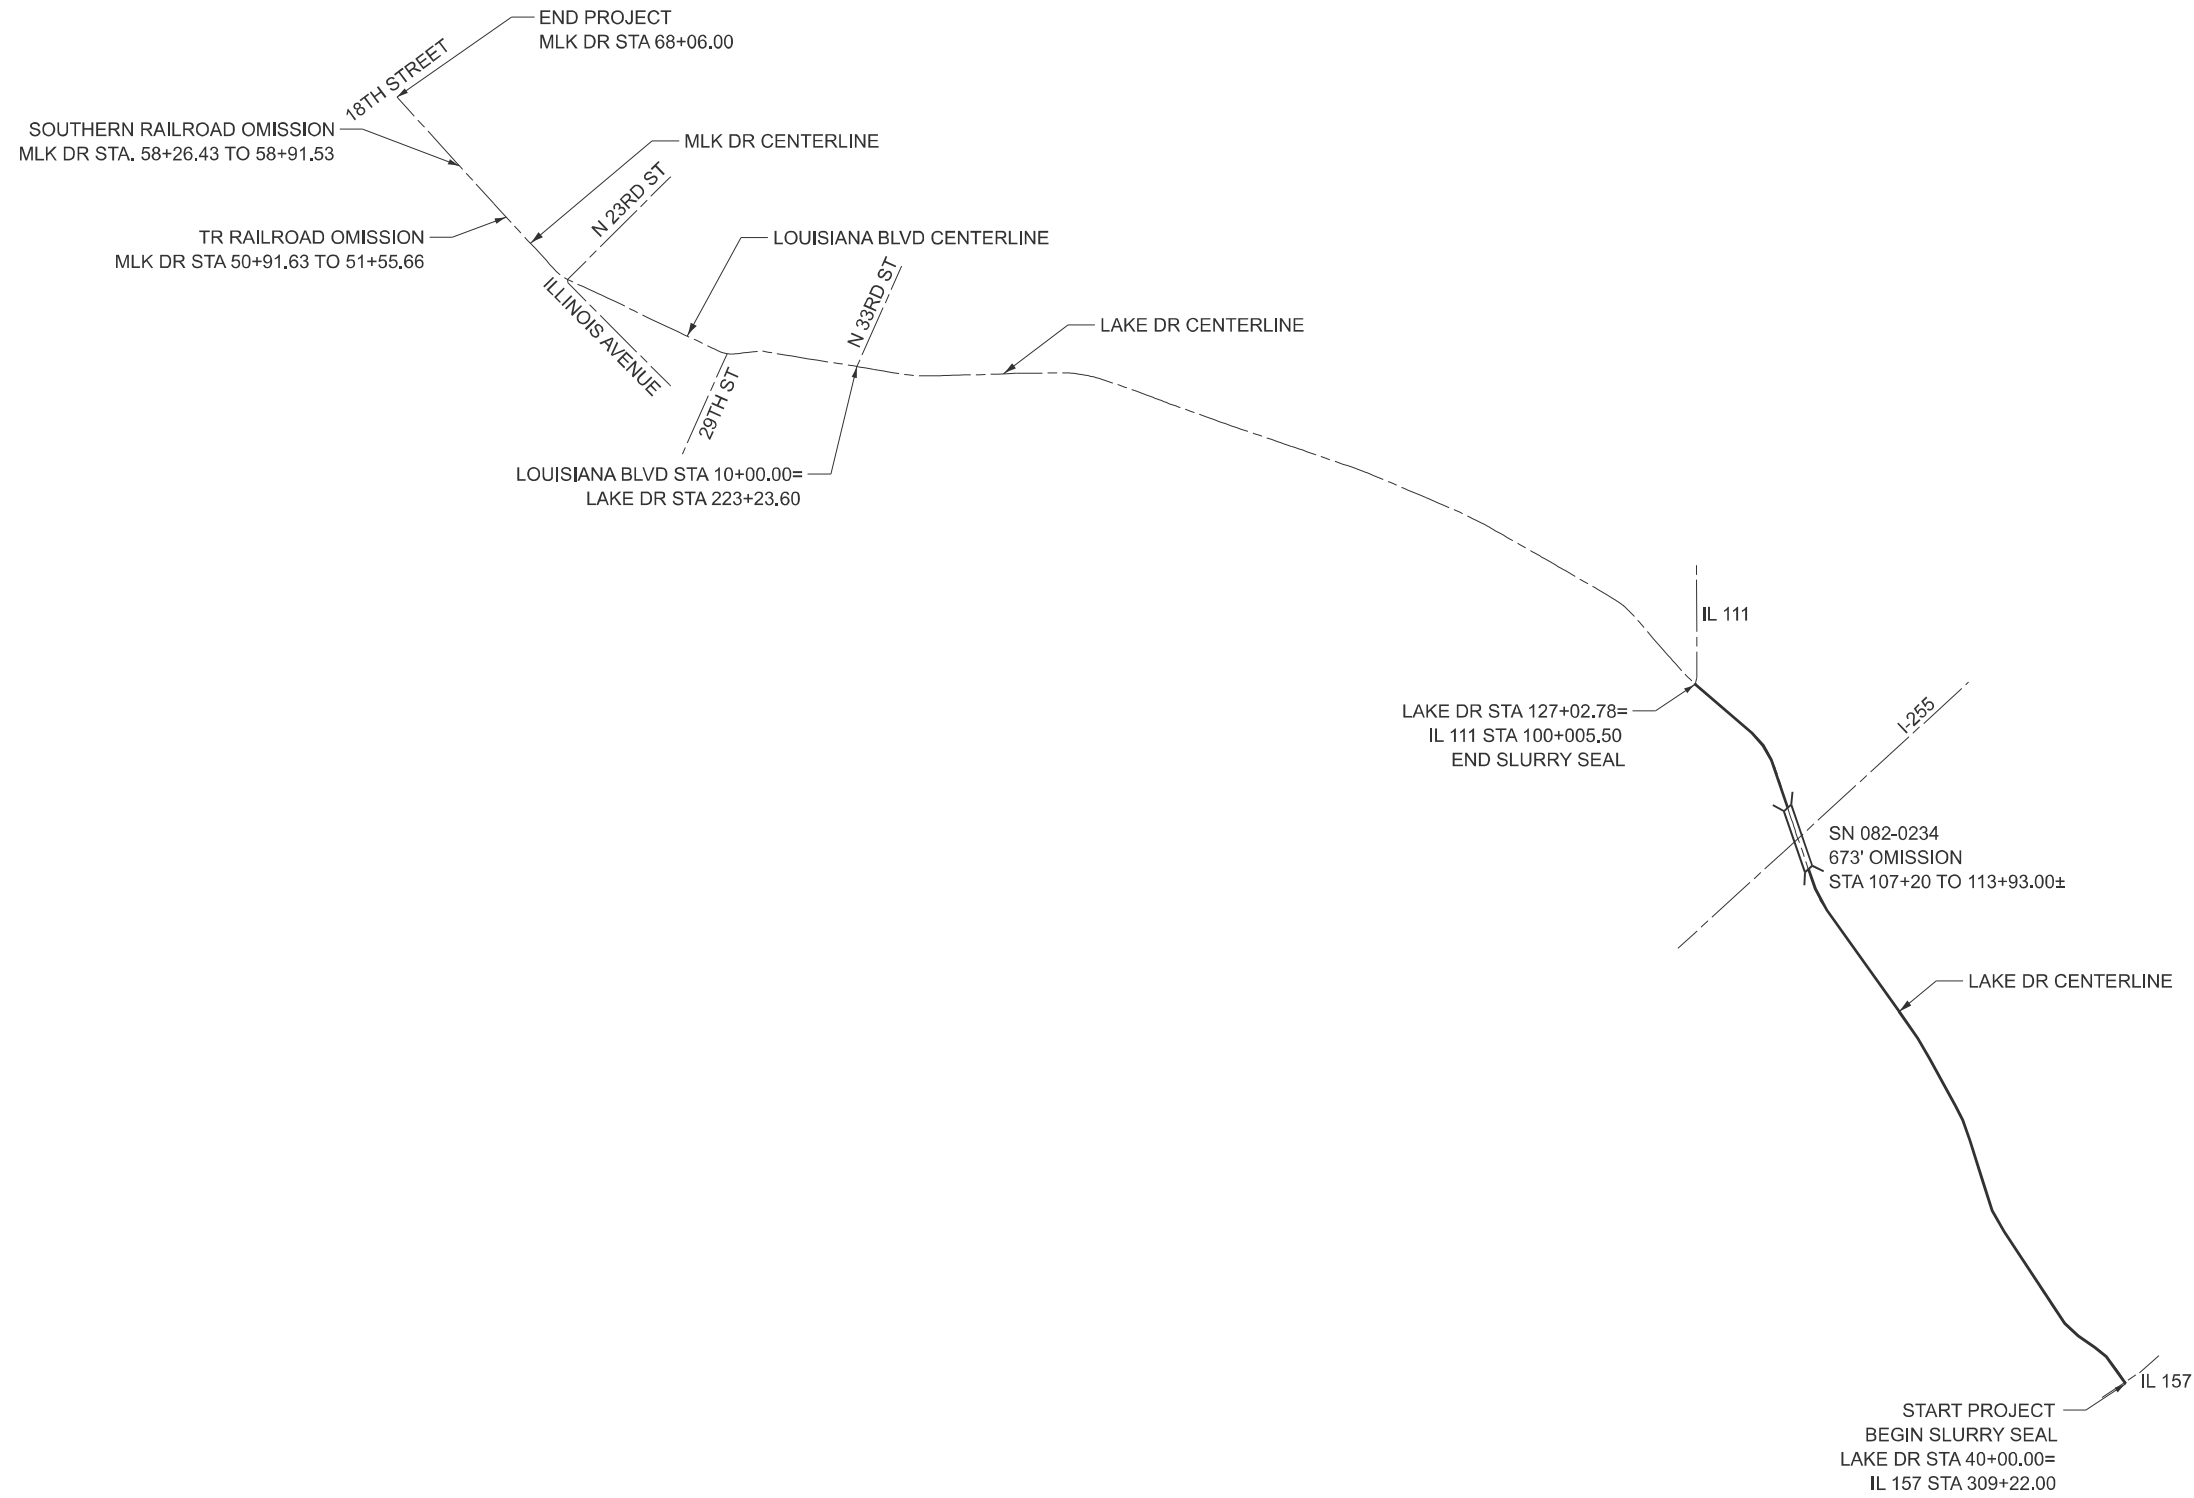 END PROJECT
MLK DR STA 68+06.00
18TH STREET
SOUTHERN RAILROAD OMISSION
MLK DR STA. 58+26.43 TO 58+91.53
MLK DR CENTERLINE
N 23RD ST
TR RAILROAD OMISSION
MLK DR STA 50+91.63 TO 51+55.66
LOUISIANA BLVD CENTERLINE
ILLINOIS AVENUE
N 33RD ST
LAKE DR CENTERLINE
29TH ST
LOUISIANA BLVD STA 10+00.00=
LAKE DR STA 223+23.60
IL 111
LAKE DR STA 127+02.78=
IL 111 STA 100+005.50
END SLURRY SEAL
I-255
SN 082-0234
673' OMISSION
STA 107+20 TO 113+93.00±
LAKE DR CENTERLINE
IL 157
START PROJECT
BEGIN SLURRY SEAL
LAKE DR STA 40+00.00=
IL 157 STA 309+22.00